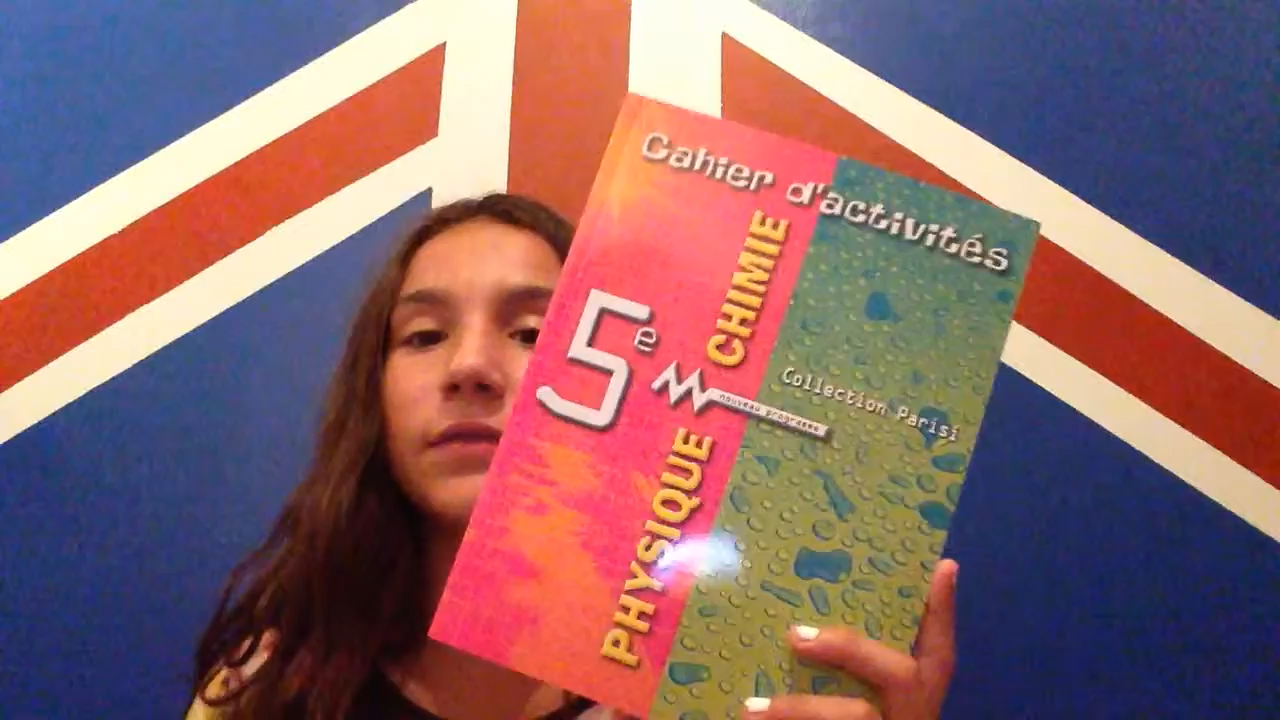 Cahier d'activités
5e
CHIMIE
PHYSIQUE
nouveau programme
Collection Parisi